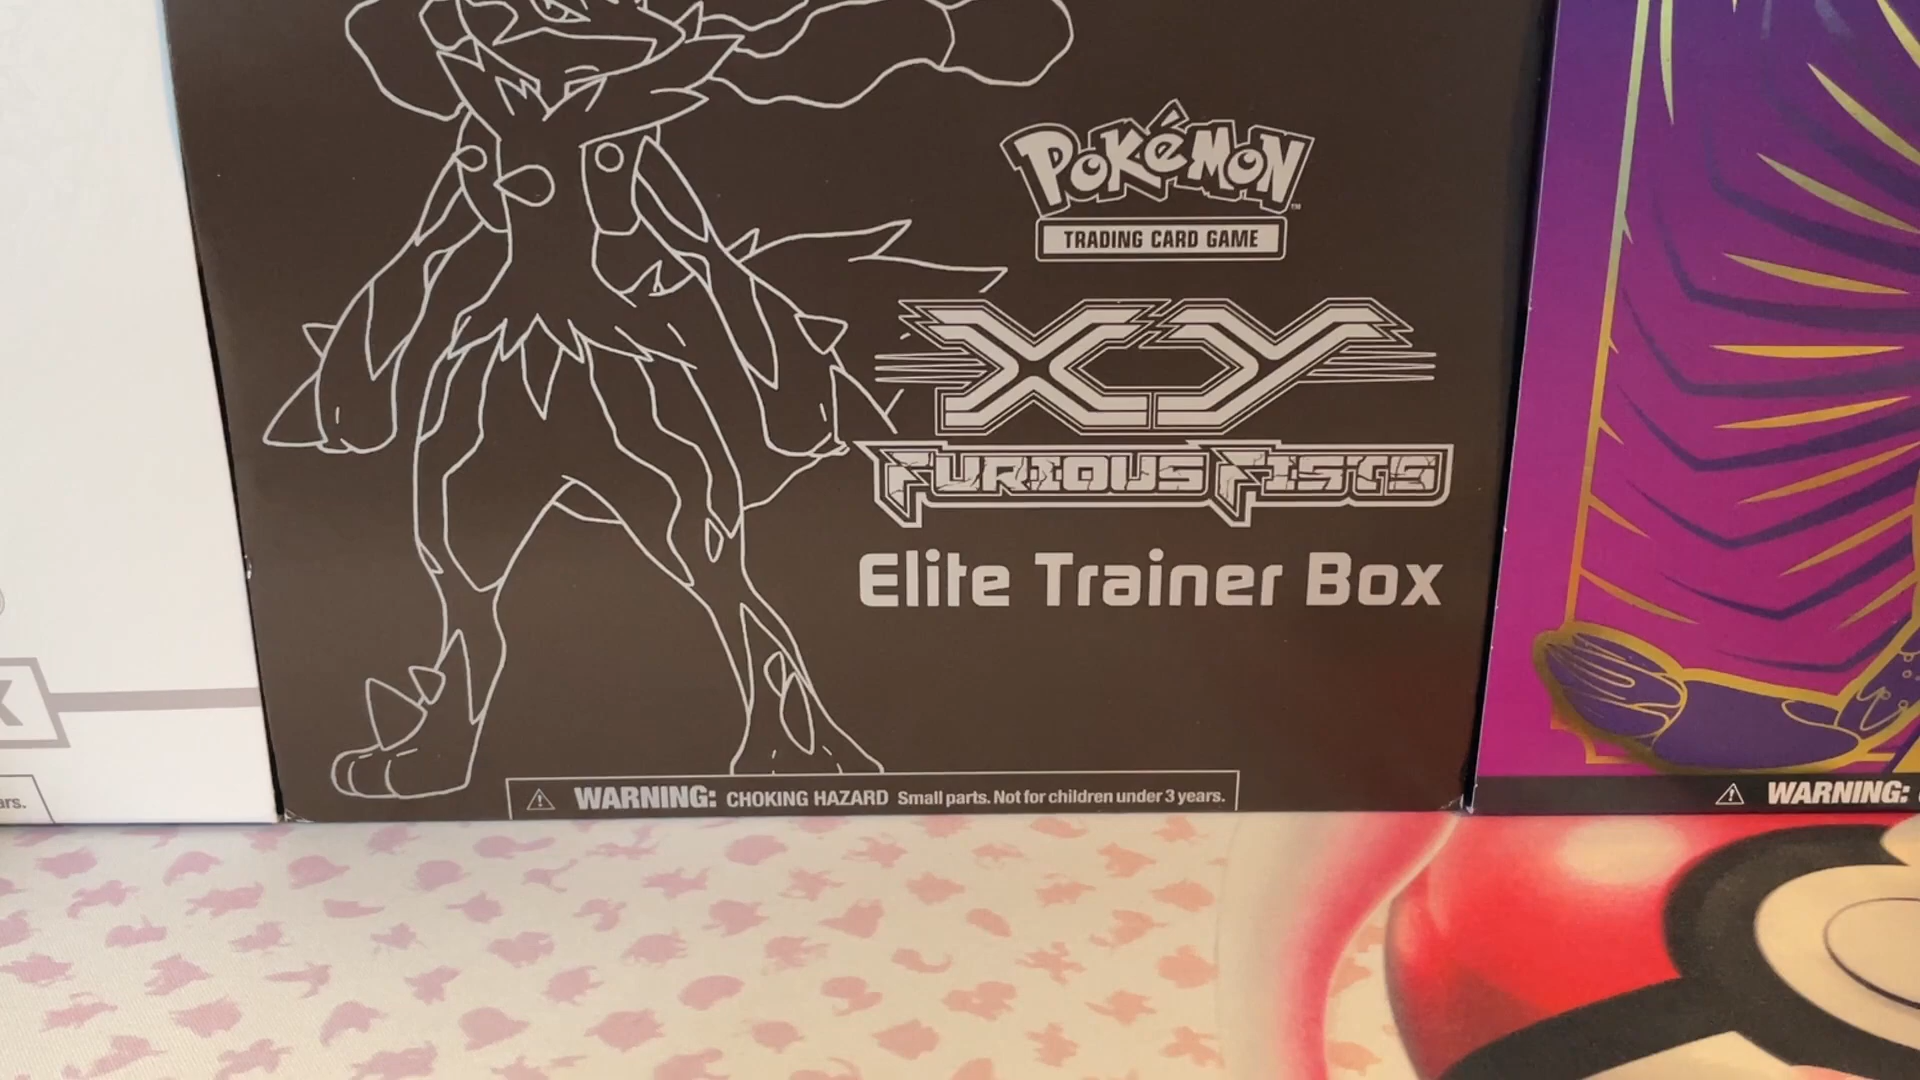 POKéMON
TRADING CARD GAME
XY
FURIOUS FISTS
Elite Trainer Box
WARNING: CHOKING HAZARD Small parts. Not for children under 3 years.
WARNING:
X
ars.